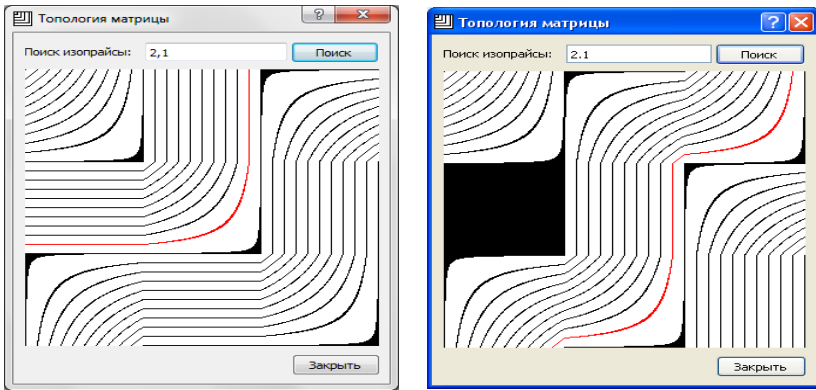 Топология матрицы
Поиск изопрайсы: 2,1 Поиск
Закрыть
Топология матрицы
Поиск изопрайсы: 2.1 Поиск
Закрыть